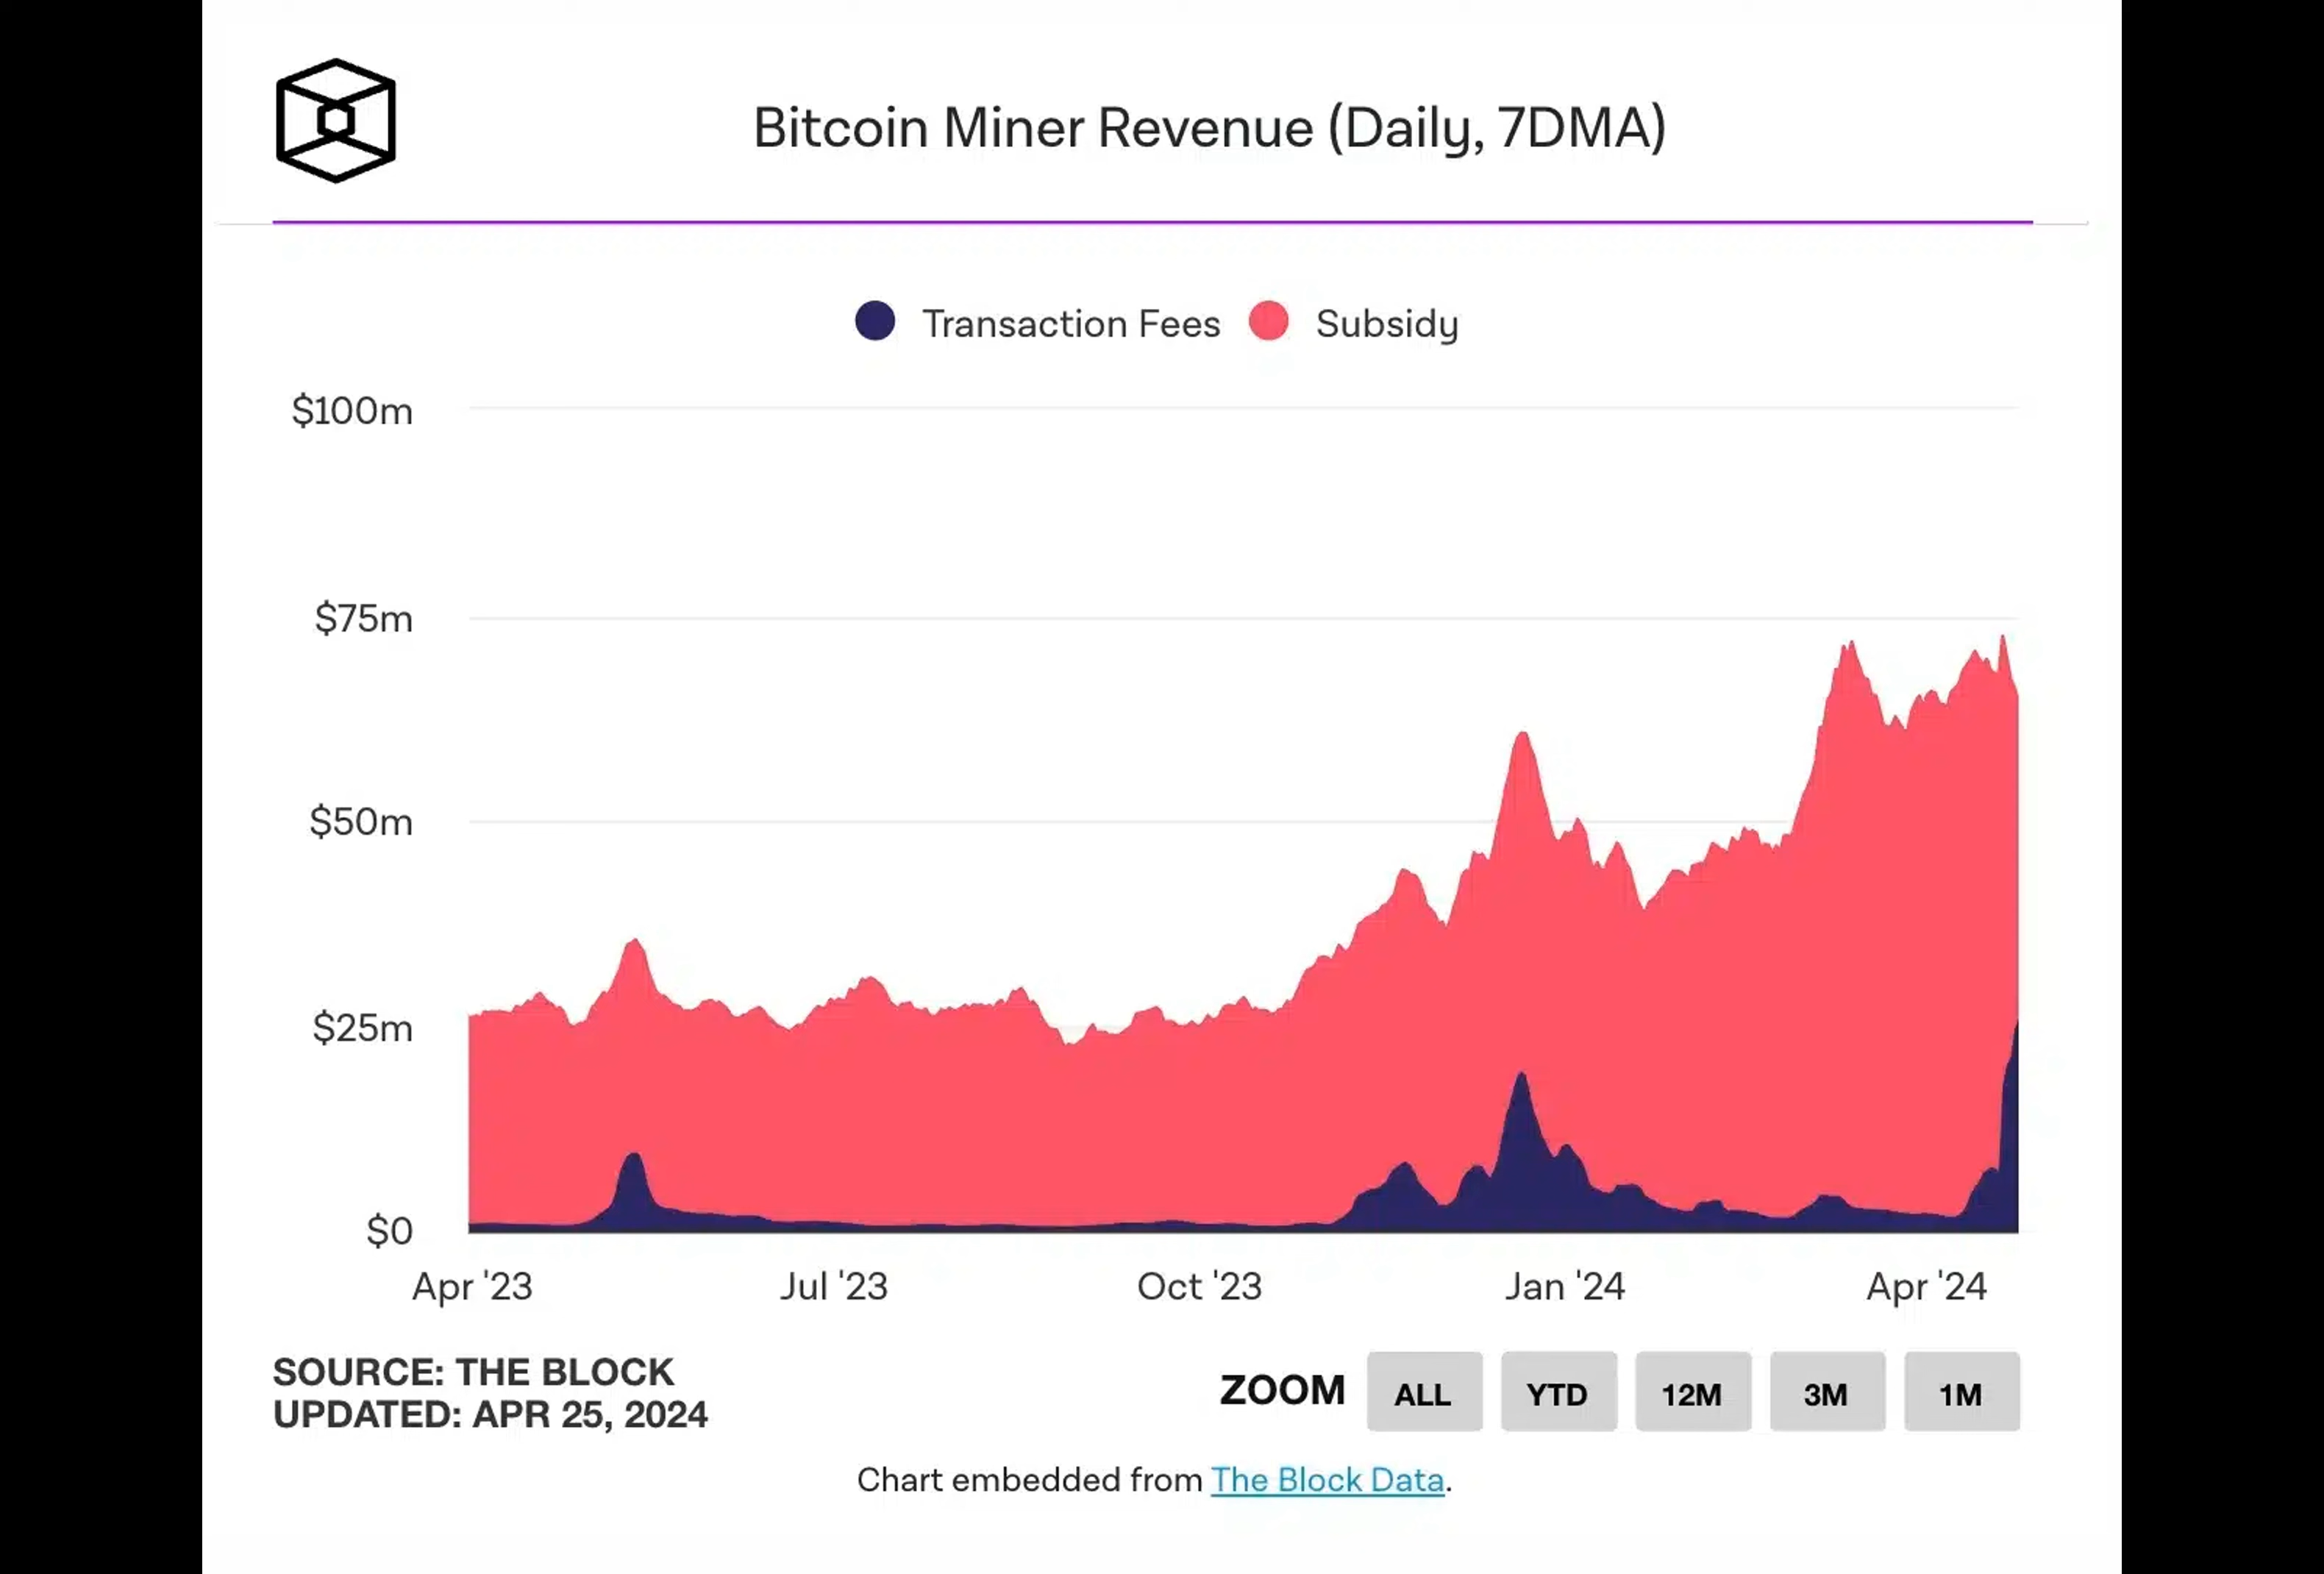 Bitcoin Miner Revenue (Daily, 7DMA)
Transaction Fees Subsidy
$100m
$75m
$50m
$25m
$0
Apr '23 Jul '23 Oct '23 Jan '24 Apr '24
SOURCE: THE BLOCK
UPDATED: APR 25, 2024
ZOOM ALL YTD 12M 3M 1M
Chart embedded from The Block Data.